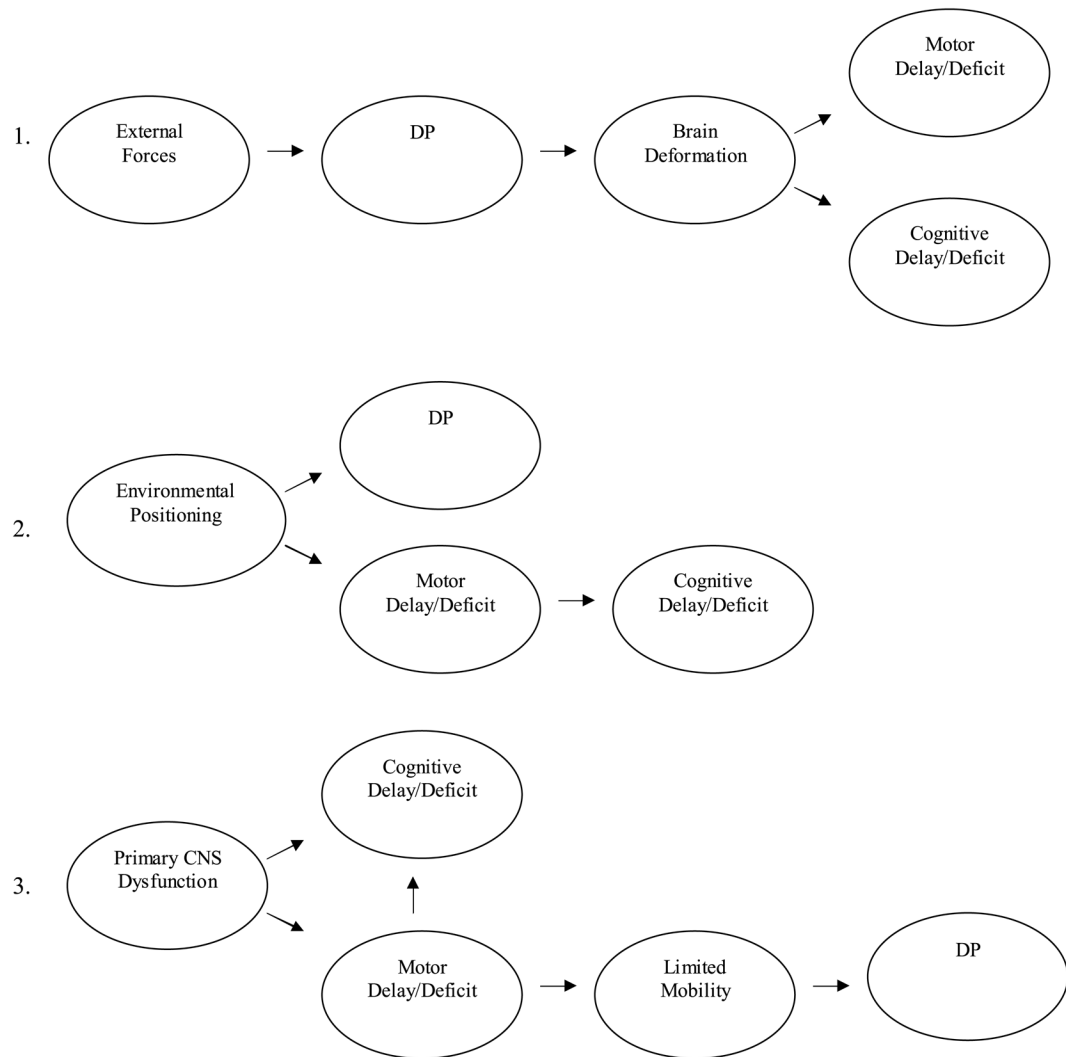 1.
External
Forces
DP
Brain
Deformation
Motor
Delay/Deficit
Cognitive
Delay/Deficit
2.
Environmental
Positioning
DP
Motor
Delay/Deficit
Cognitive
Delay/Deficit
3.
Primary CNS
Dysfunction
Cognitive
Delay/Deficit
Motor
Delay/Deficit
Limited
Mobility
DP